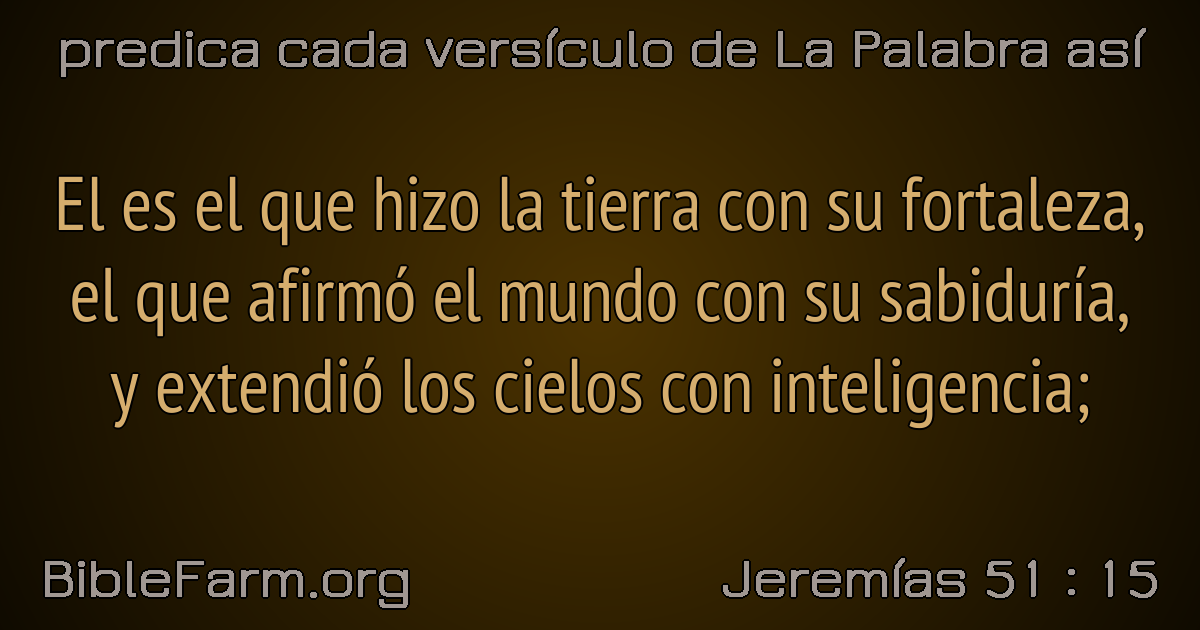 predica cada versículo de La Palabra así
El es el que hizo la tierra con su fortaleza,
el que afirmó el mundo con su sabiduría,
y extendió los cielos con inteligencia;
BibleFarm.org
Jeremías 51 : 15